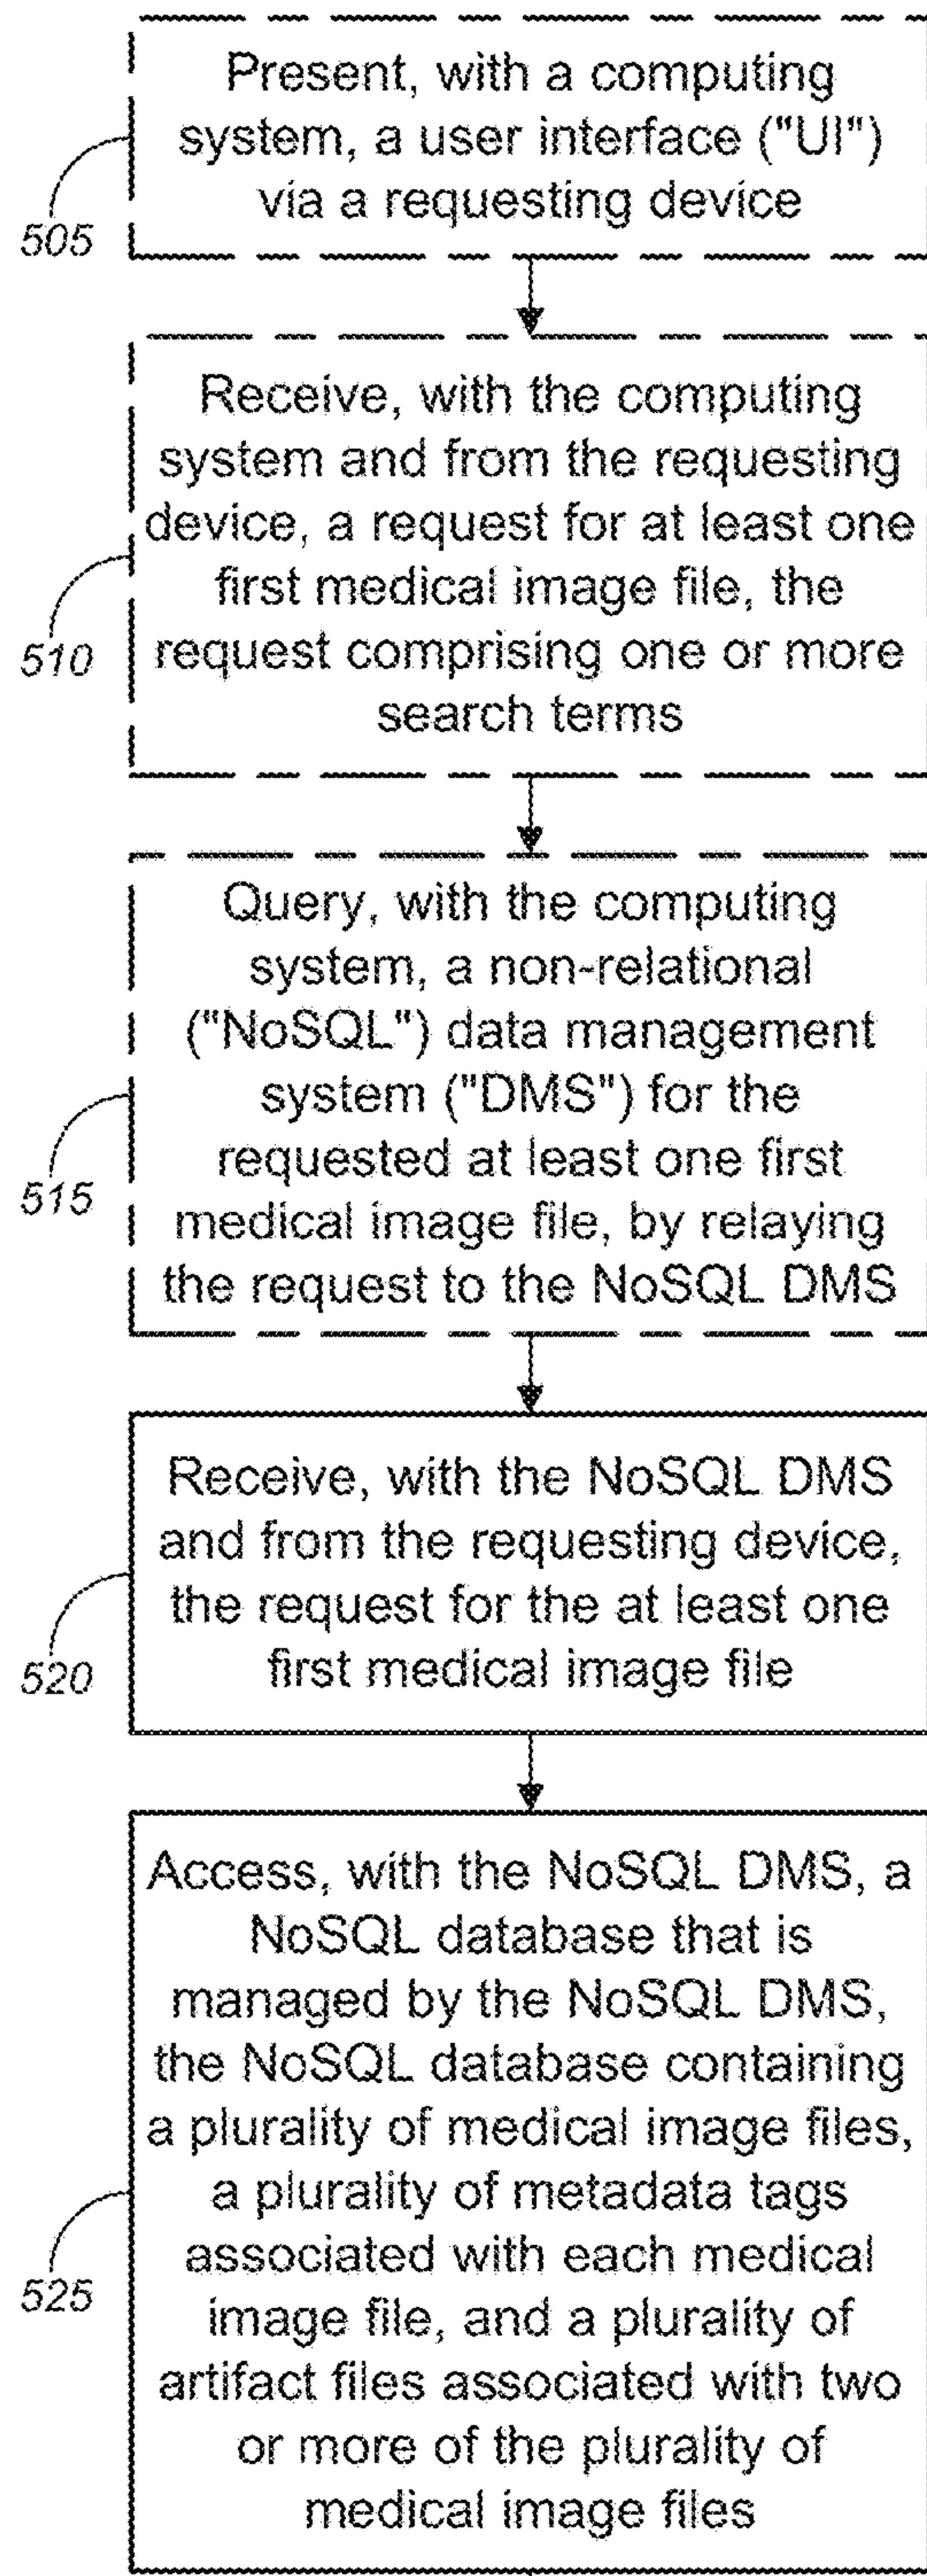 Present, with a computing
system, a user interface ("UI")
via a requesting device
505
Receive, with the computing
system and from the requesting
device, a request for at least one
first medical image file, the
request comprising one or more
search terms
510
Query, with the computing
system, a non-relational
("NoSQL") data management
system ("DMS") for the
requested at least one first
medical image file, by relaying
the request to the NoSQL DMS
515
Receive, with the NoSQL DMS
and from the requesting device,
the request for the at least one
first medical image file
520
Access, with the NoSQL DMS, a
NoSQL database that is
managed by the NoSQL DMS,
the NoSQL database containing
a plurality of medical image files,
a plurality of metadata tags
associated with each medical
image file, and a plurality of
artifact files associated with two
or more of the plurality of
medical image files
525